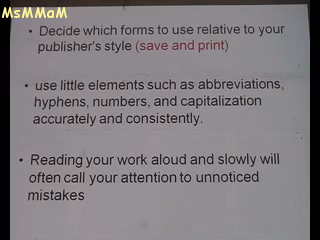 MsMMaM
• Decide which forms to use relative to your
publisher's style (save and print)
• use little elements such as abbreviations,
hyphens, numbers, and capitalization
accurately and consistently.
• Reading your work aloud and slowly will
often call your attention to unnoticed
mistakes